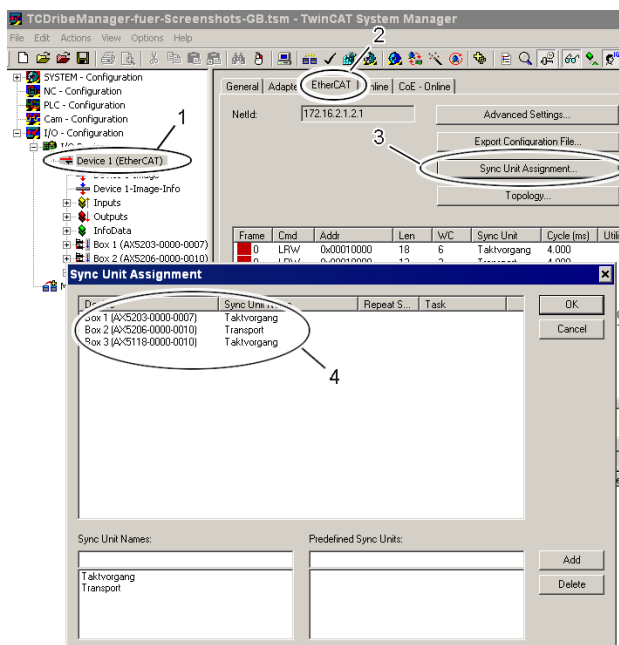 TCDribeManager-fuer-Screenshots-GB.tsm - TwinCAT System Manager
File Edit Actions View Options Help
2
SYSTEM - Configuration
NC - Configuration
PLC - Configuration
Cam - Configuration
I/O - Configuration
1
Device 1 (EtherCAT)
Device 1-Image-Info
Inputs
Outputs
InfoData
Box 1 (AX5203-0000-0007)
Box 2 (AX5206-0000-0010)
General EtherCAT CoE - Online
NetId: 172.16.2.1.2.1
Advanced Settings...
3
Export Configuration File...
Sync Unit Assignment...
Topology...
Frame Cmd Addr Len WC Sync Unit Cycle (ms)
0 LRW 0x00010000 18 6 Taktvorgang 4.000
Sync Unit Assignment
Repeat S... Task
Box 1 (AX5203-0000-0007) Taktvorgang
Box 2 (AX5206-0000-0010) Transport
Box 3 (AX5118-0000-0010) Taktvorgang
4
OK
Cancel
Sync Unit Names:
Predefined Sync Units:
Taktvorgang
Transport
Add
Delete